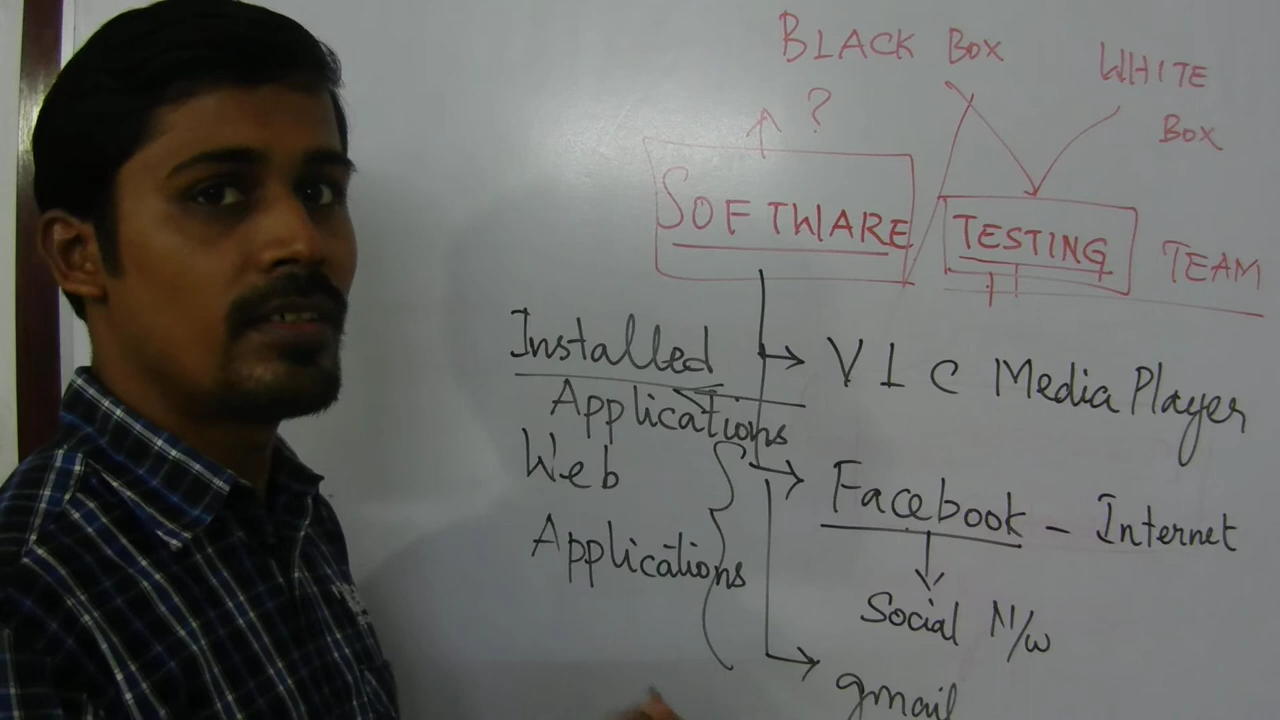 BLACK BOX
WHITE
BOX
?
SOFTWARE
TESTING
TEAM
Installed
Applications
VLC Media Player
Web
Applications
Facebook - Internet
Social N/w
gmail